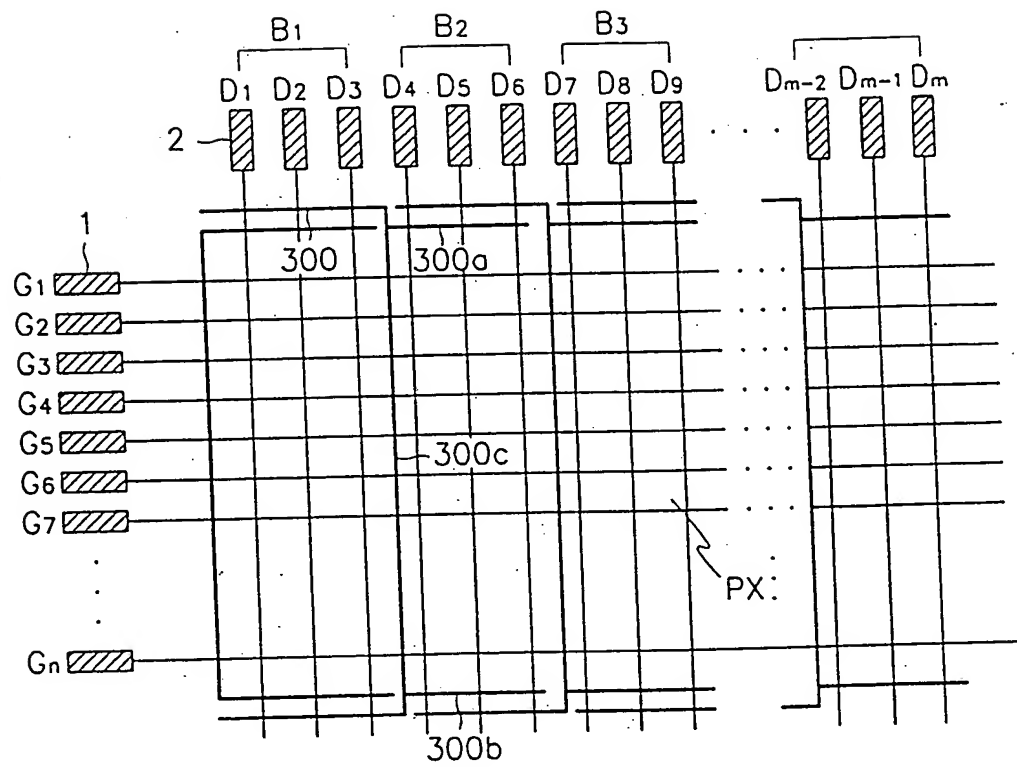 B1 B2 B3
D1 D2 D3 D4 D5 D6 D7 D8 D9 Dm-2 Dm-1 Dm
2
1
300 300a
G1
G2
G3
G4
G5
300c
G6
G7
PX
Gn
300b